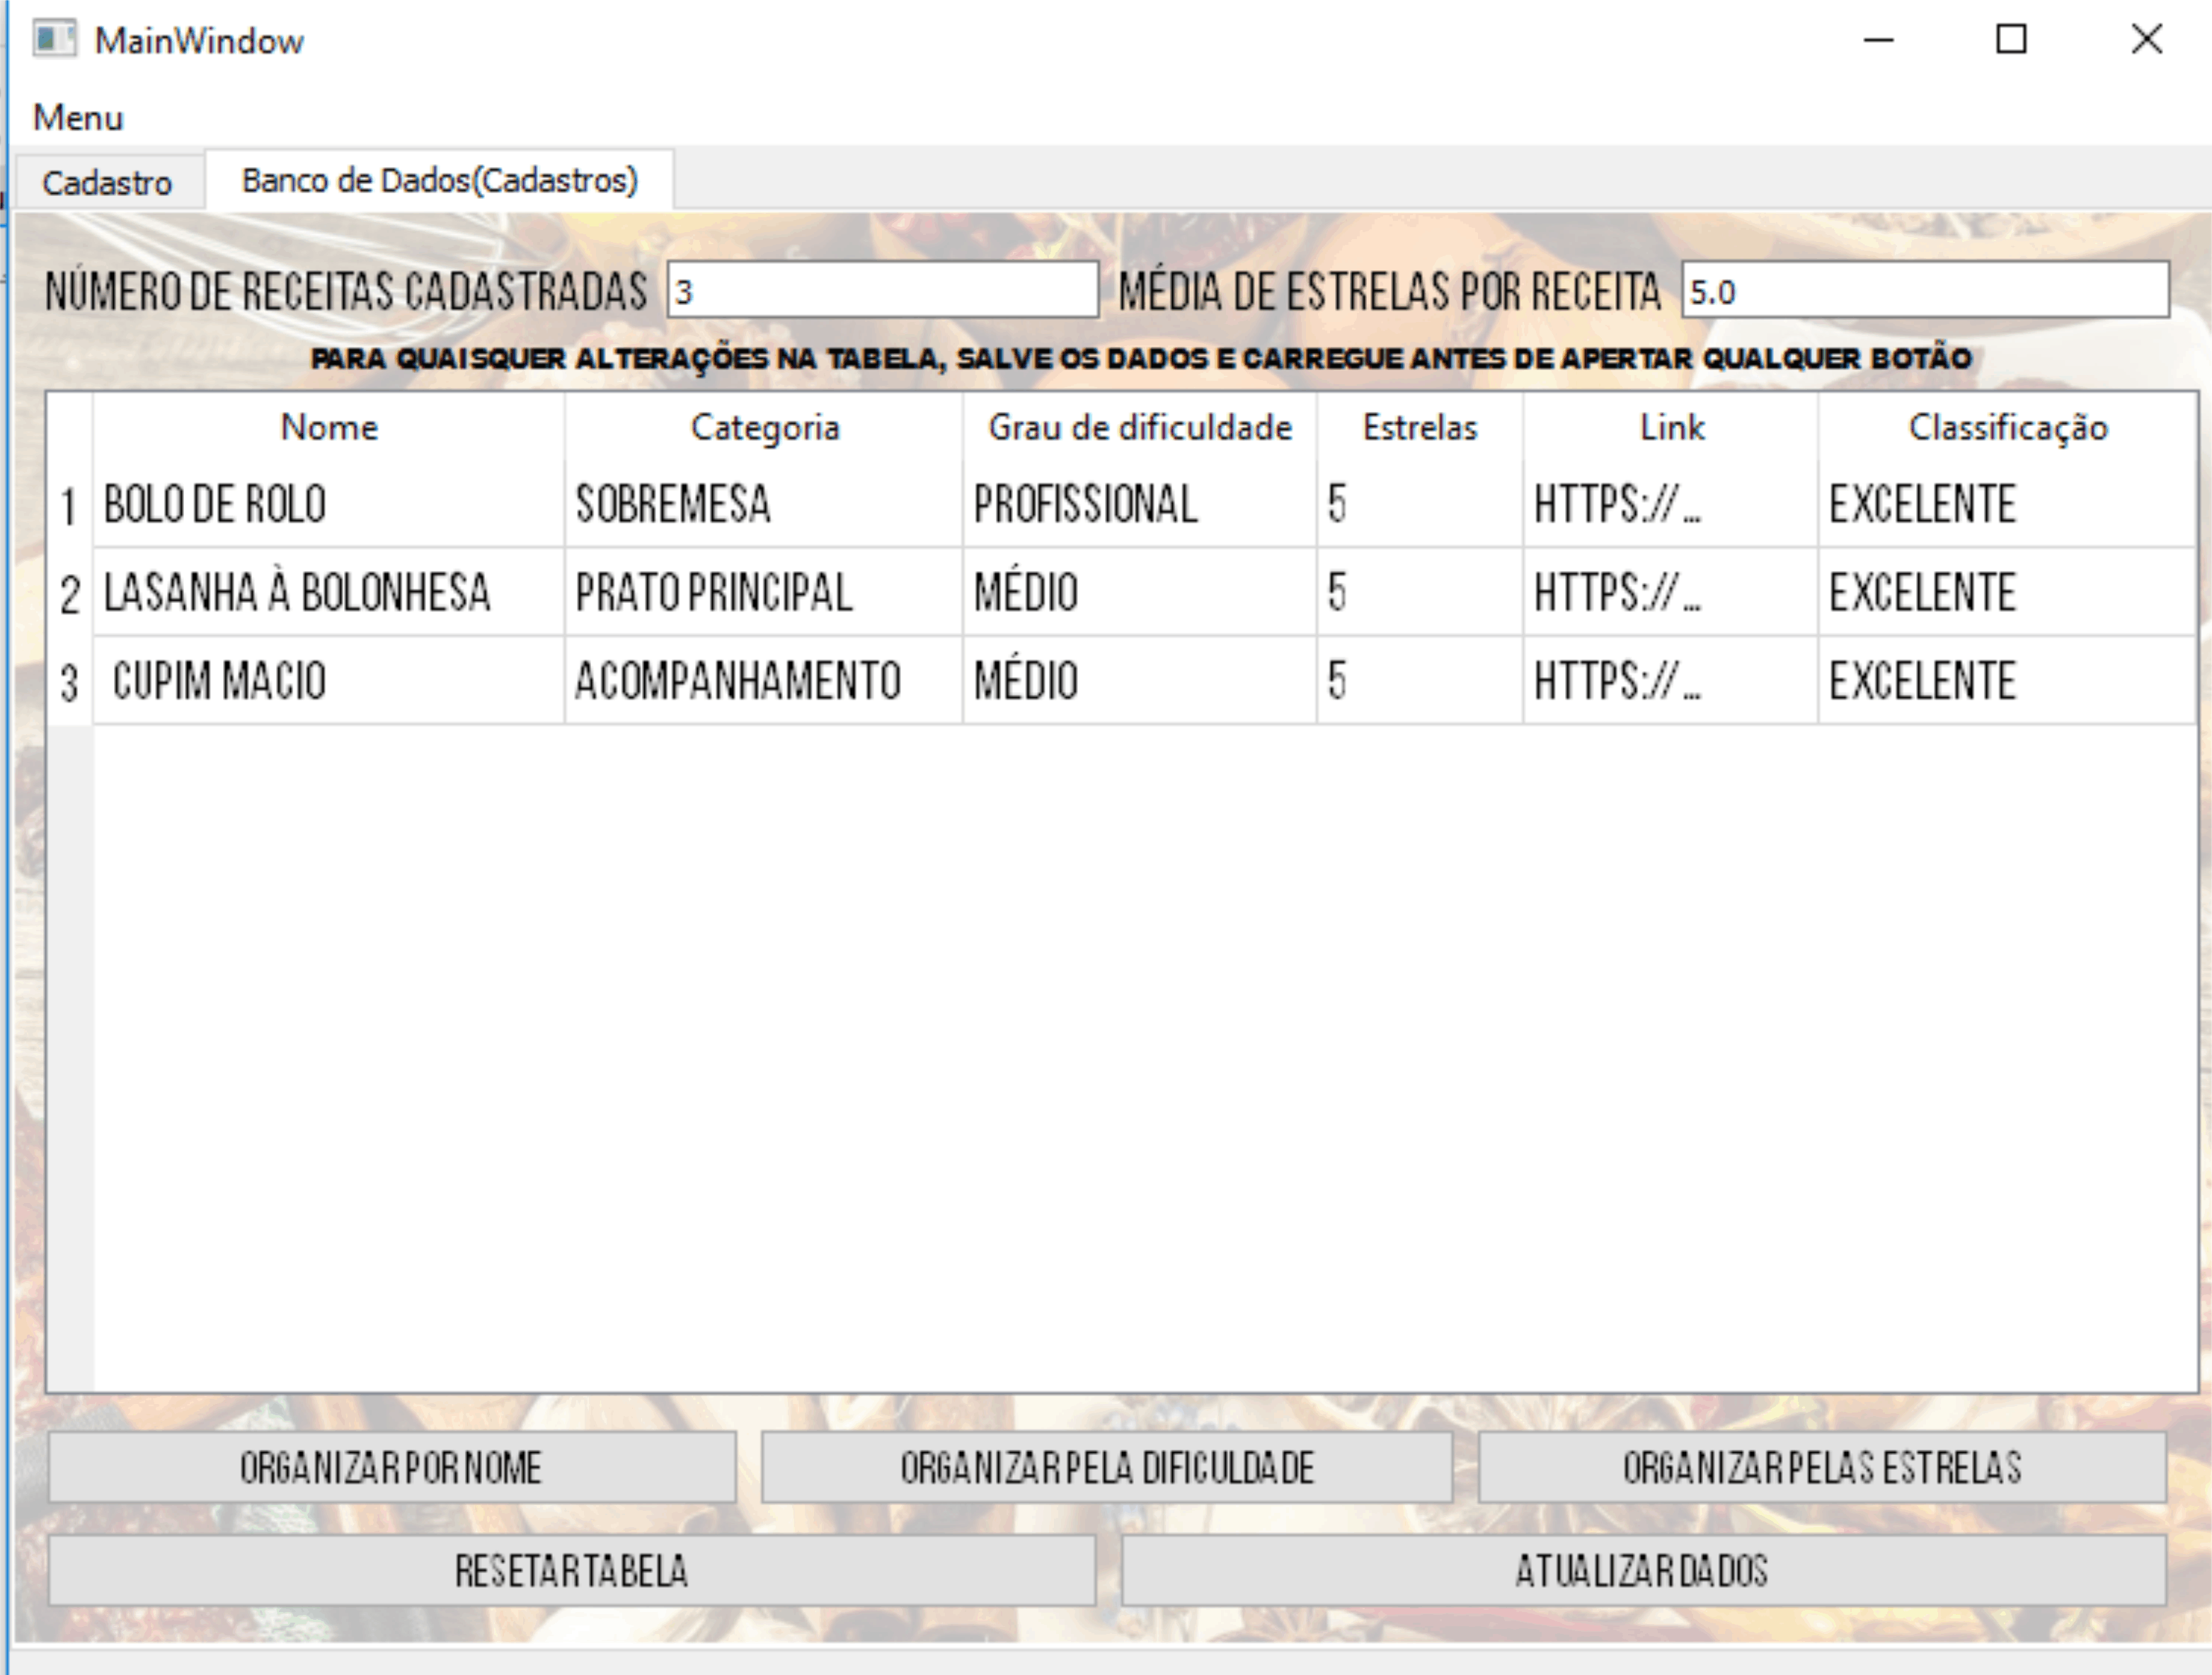 MainWindow
Menu
Cadastro Banco de Dados(Cadastros)
NÚMERO DE RECEITAS CADASTRADAS 3 MÉDIA DE ESTRELAS POR RECEITA 5.0
PARA QUAISQUER ALTERAÇÕES NA TABELA, SALVE OS DADOS E CARREGUE ANTES DE APERTAR QUALQUER BOTÃO
Nome Categoria Grau de dificuldade Estrelas Link Classificação
1 BOLO DE ROLO SOBREMESA PROFISSIONAL 5 HTTPS://... EXCELENTE
2 LASANHA À BOLONHESA PRATO PRINCIPAL MÉDIO 5 HTTPS://... EXCELENTE
3 CUPIM MACIO ACOMPANHAMENTO MÉDIO 5 HTTPS://... EXCELENTE
ORGANIZAR POR NOME ORGANIZAR PELA DIFICULDADE ORGANIZAR PELAS ESTRELAS
RESETAR TABELA ATUALIZAR DADOS